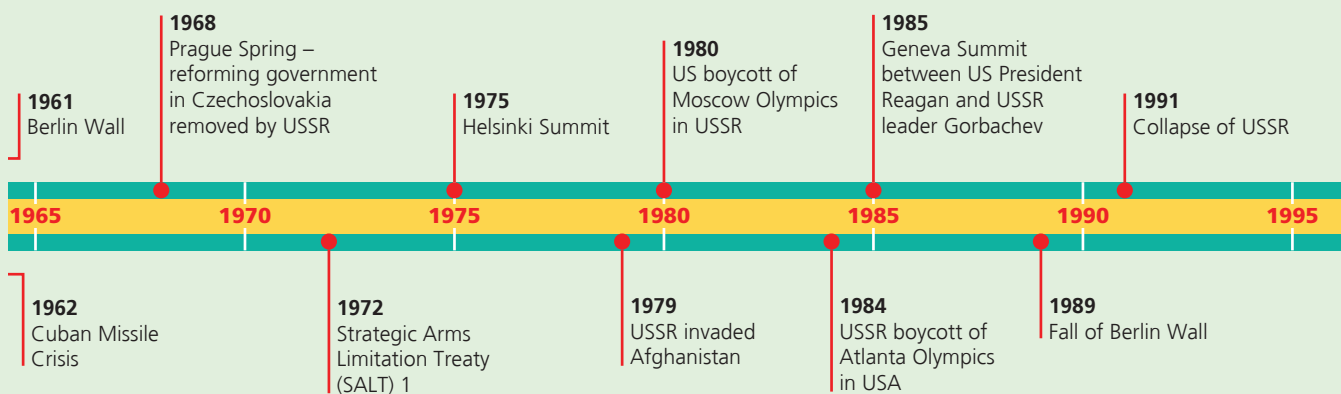 1961
Berlin Wall
1968
Prague Spring –
reforming government
in Czechoslovakia
removed by USSR
1975
Helsinki Summit
1980
US boycott of
Moscow Olympics
in USSR
1985
Geneva Summit
between US President
Reagan and USSR
leader Gorbachev
1991
Collapse of USSR
1965 1970 1975 1980 1985 1990 1995
1962
Cuban Missile
Crisis
1972
Strategic Arms
Limitation Treaty
(SALT) 1
1979
USSR invaded
Afghanistan
1984
USSR boycott of
Atlanta Olympics
in USA
1989
Fall of Berlin Wall